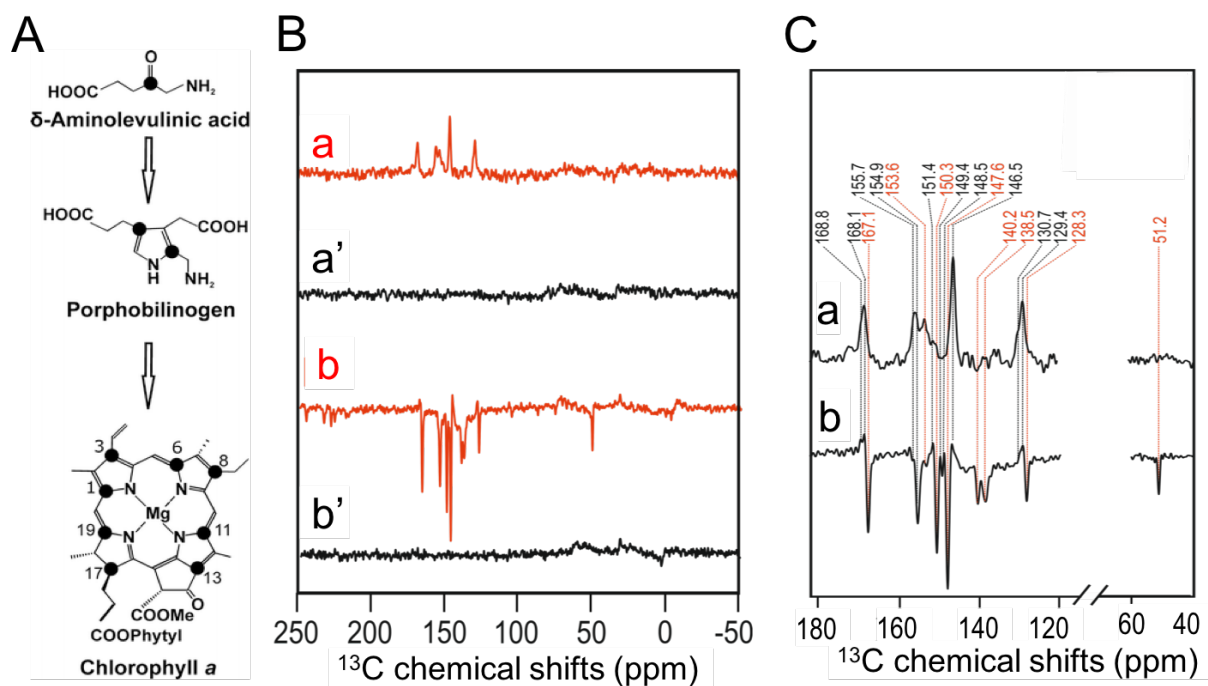 A
O
HOOC
NH2
δ-Aminolevulinic acid
HOOC
COOH
N
H
NH2
Porphobilinogen
3
6
8
1
N
N
Mg
19
N
N
11
17
13
O
COOMe
COOPhytyl
Chlorophyll a
B
a
a’
b
b’
250
200
150
100
50
0
-50
13C chemical shifts (ppm)
C
168.8
168.1
167.1
155.7
154.9
153.6
151.4
150.3
149.4
148.5
147.6
146.5
140.2
138.5
130.7
129.4
128.3
51.2
a
b
180
160
140
120
60
40
13C chemical shifts (ppm)